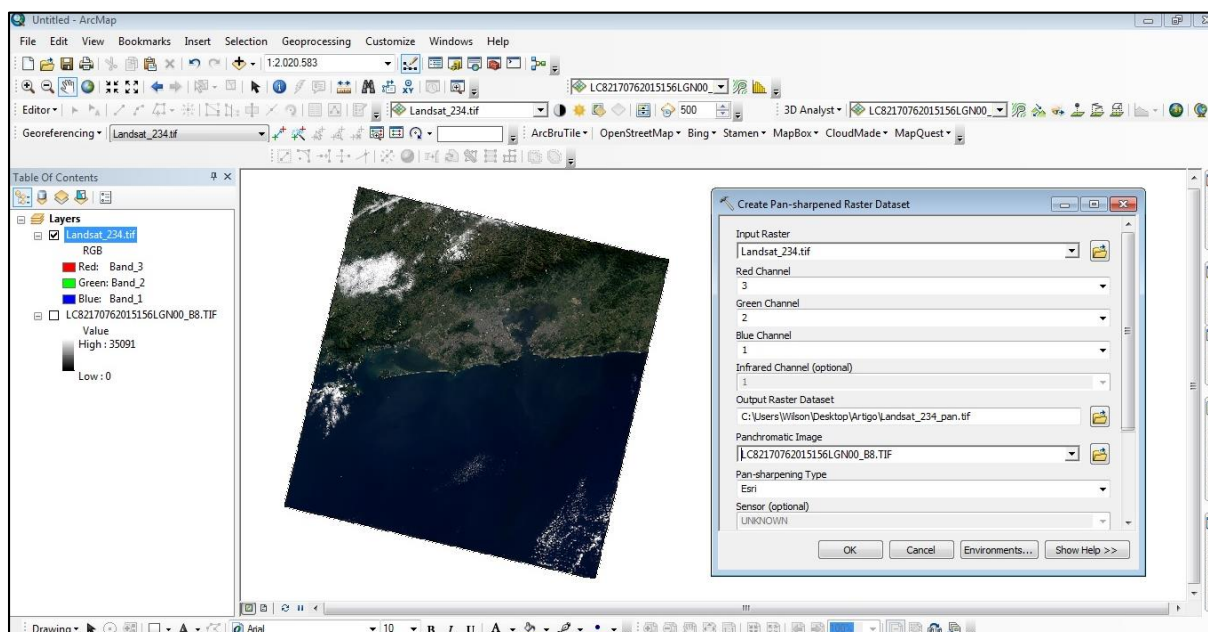 Untitled - ArcMap
File Edit View Bookmarks Insert Selection Geoprocessing Customize Windows Help
1:2.020.583
LC82170762015156LGN00_
Editor Landsat_234.tif 500 3D Analyst LC82170762015156LGN00_
Georeferencing Landsat_234.tif ArcBruTile OpenStreetMap Bing Stamen MapBox CloudMade MapQuest
Table Of Contents
Layers
Landsat_234.tif
RGB
Red: Band_3
Green: Band_2
Blue: Band_1
LC82170762015156LGN00_B8.TIF
Value
High : 35091
Low : 0
Create Pan-sharpened Raster Dataset
Input Raster
Landsat_234.tif
Red Channel
3
Green Channel
2
Blue Channel
1
Infrared Channel (optional)
1
Output Raster Dataset
C:\Users\Wilson\Desktop\Artigo\Landsat_234_pan.tif
Panchromatic Image
LC82170762015156LGN00_B8.TIF
Pan-sharpening Type
Esri
Sensor (optional)
UNKNOWN
OK Cancel Environments... Show Help >>
Drawing A Arial 10 B I U A 100%